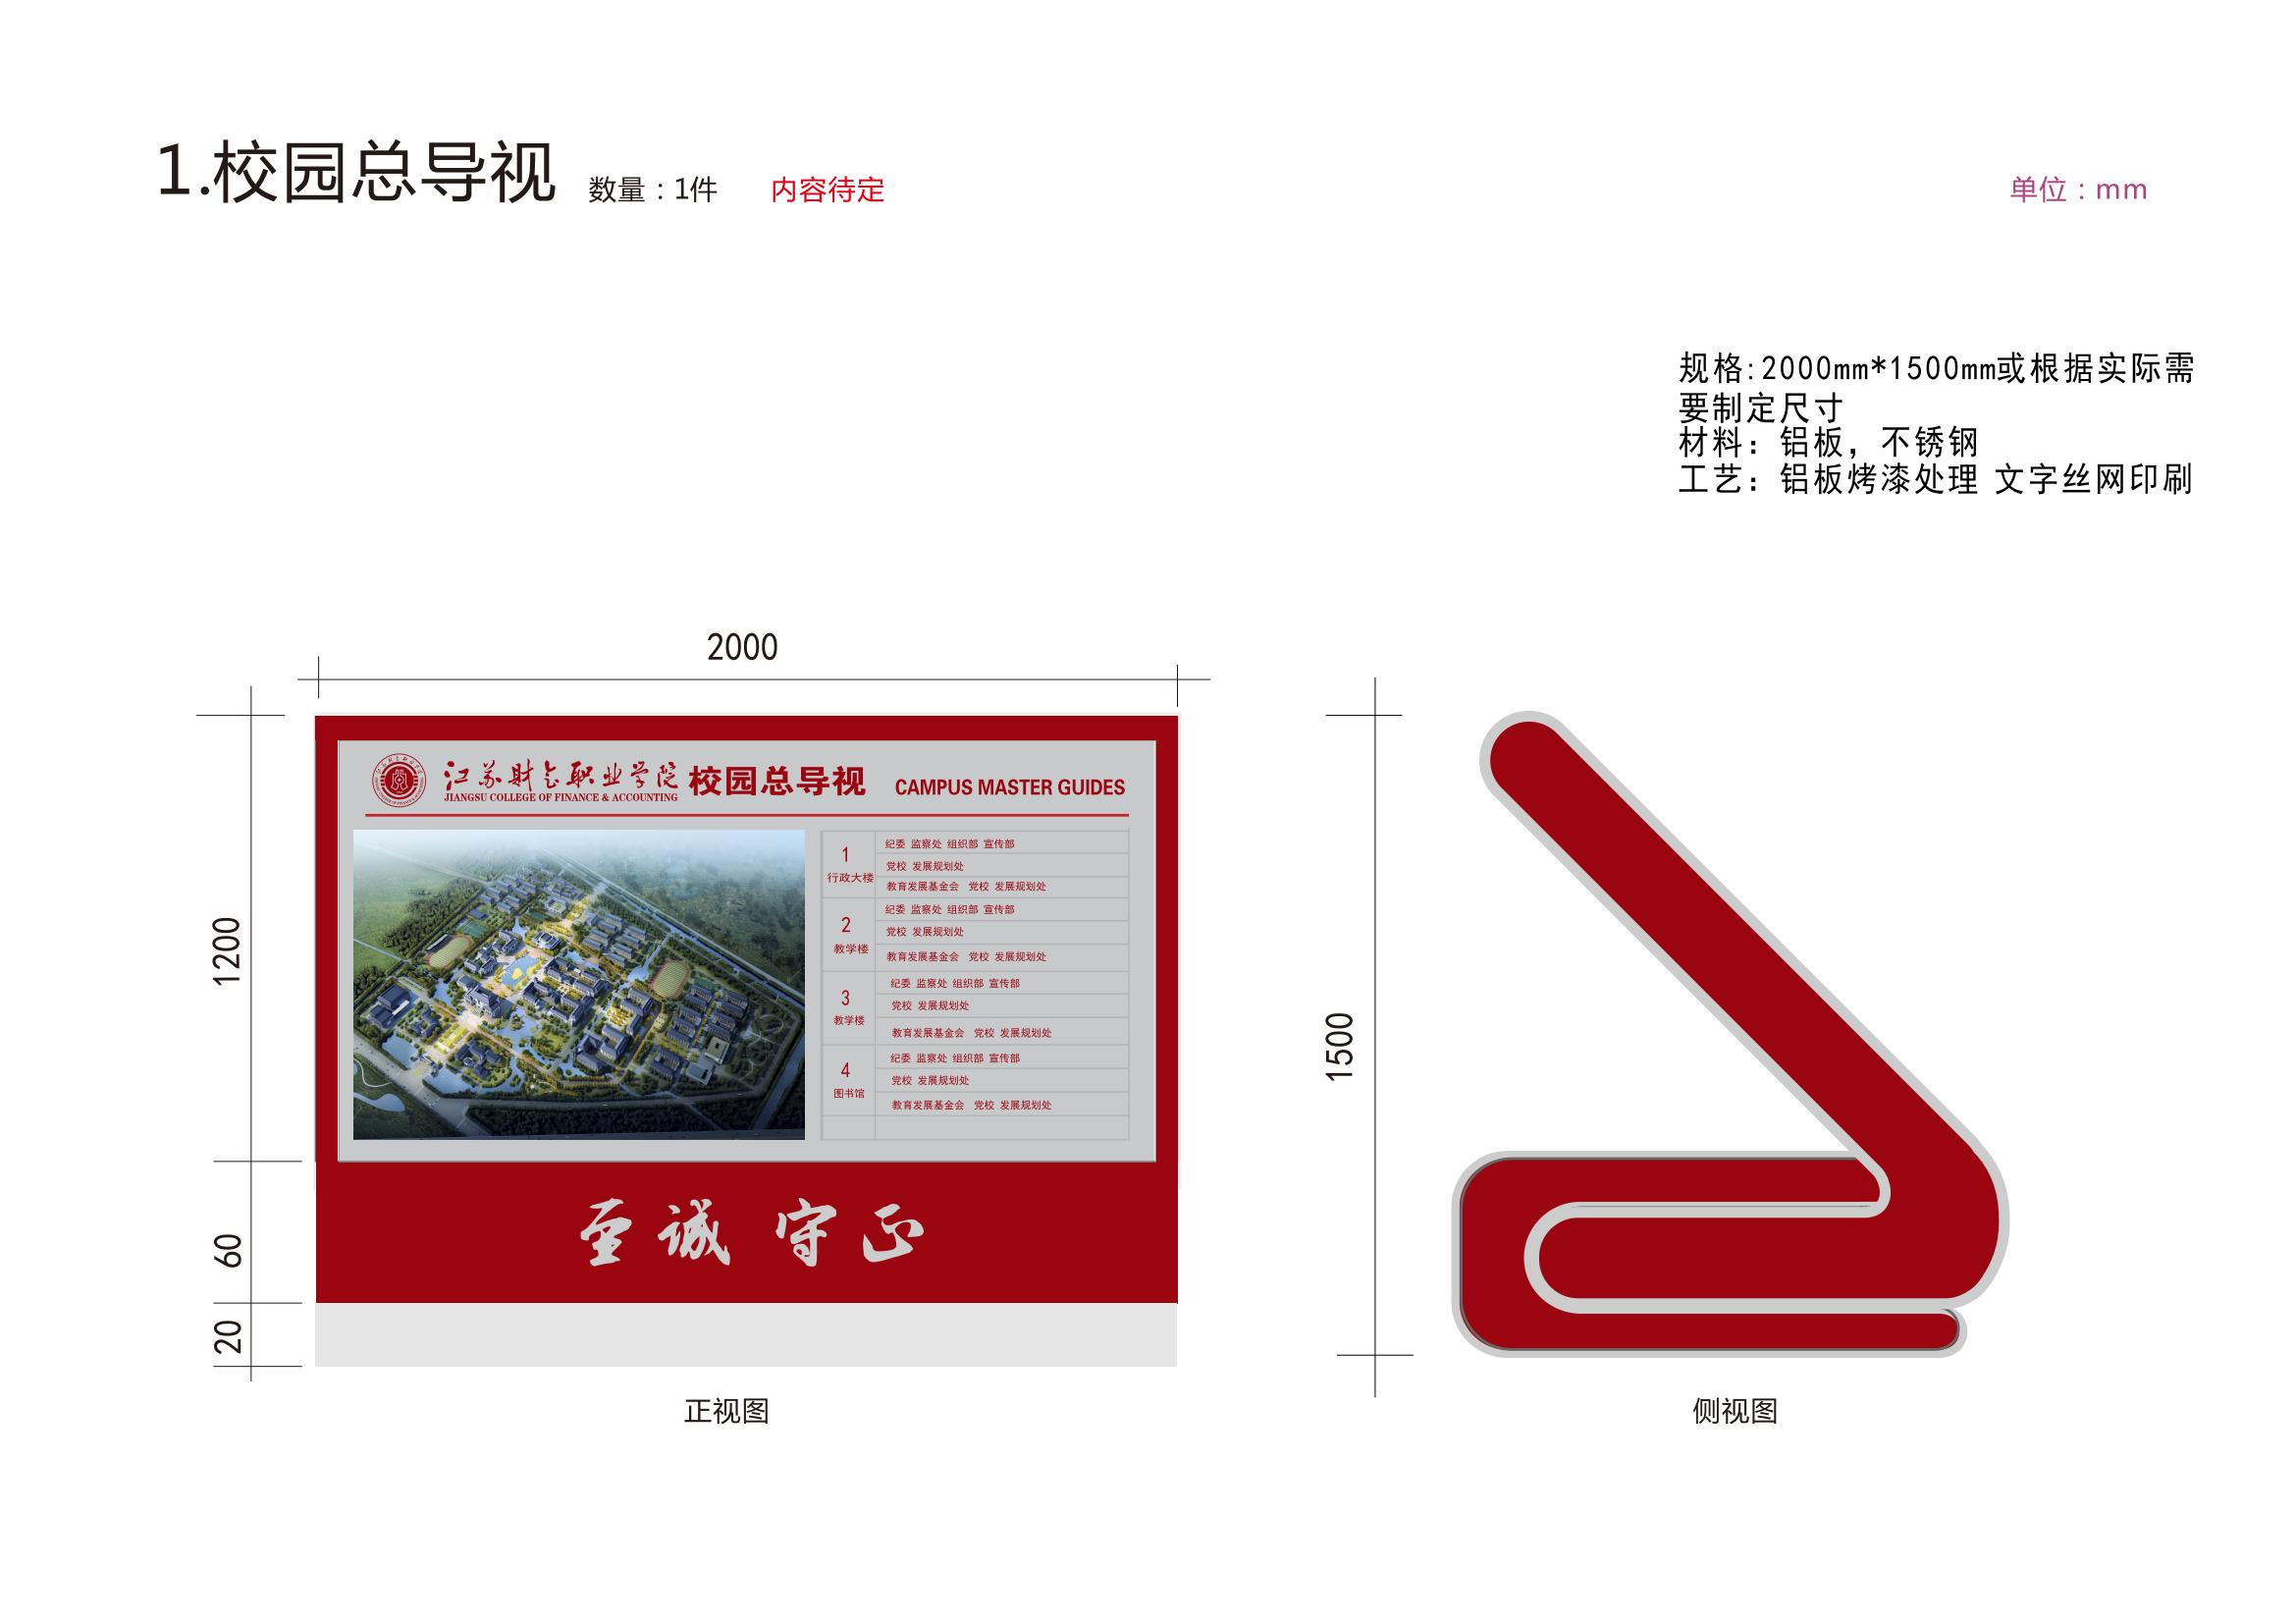 1.校园总导视 数量：1件 内容待定 单位：mm
规格:2000mm*1500mm或根据实际需
要制定尺寸
材料：铝板，不锈钢
工艺：铝板烤漆处理 文字丝网印刷
2000
1200
60
20
江苏财会职业学院 校园总导视 CAMPUS MASTER GUIDES
JIANGSU COLLEGE OF FINANCE & ACCOUNTING
1
行政大楼
纪委 监察处 组织部 宣传部
党校 发展规划处
教育发展基金会 党校 发展规划处
2
教学楼
纪委 监察处 组织部 宣传部
党校 发展规划处
教育发展基金会 党校 发展规划处
3
教学楼
纪委 监察处 组织部 宣传部
党校 发展规划处
教育发展基金会 党校 发展规划处
4
图书馆
纪委 监察处 组织部 宣传部
党校 发展规划处
教育发展基金会 党校 发展规划处
至诚 守正
正视图
1500
侧视图